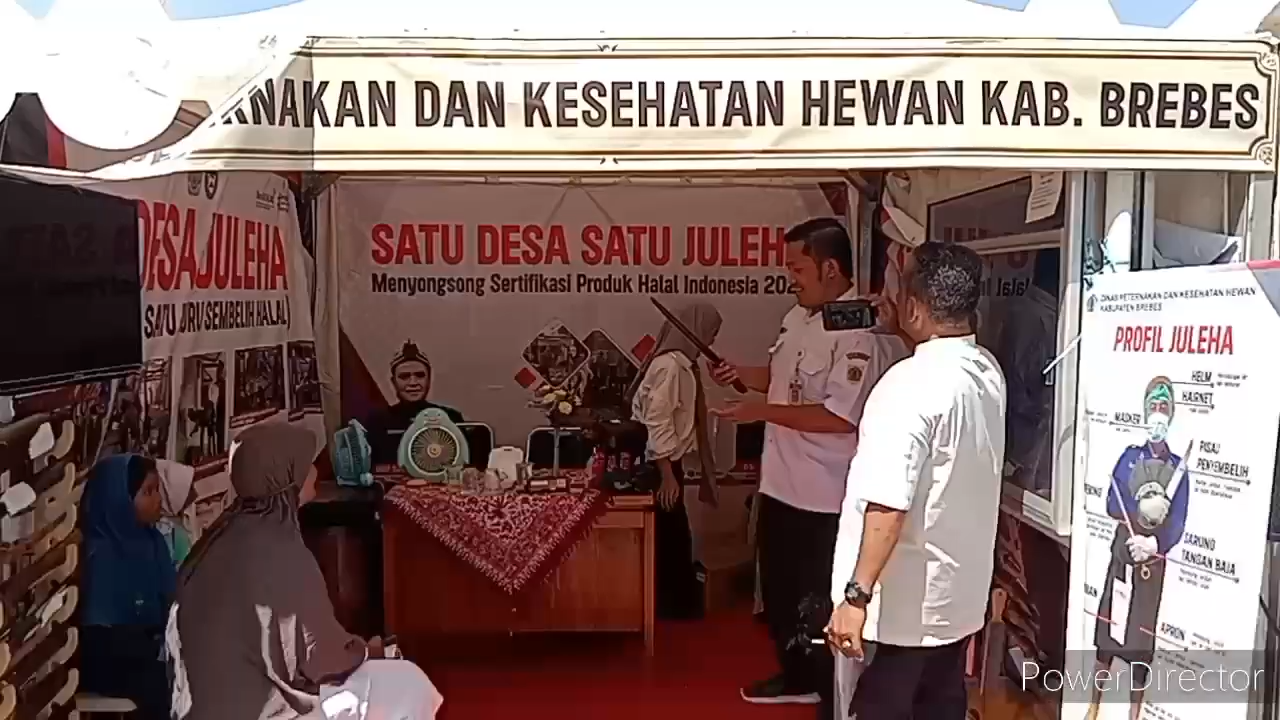 NAKAN DAN KESEHATAN HEWAN KAB. BREBES
DESA JULEHA
SATU JURU SEMBELIH HALAL)
SATU DESA SATU JULEH
Menyongsong Sertifikasi Produk Halal Indonesia 202
DINAS PETERNAKAN DAN KESEHATAN HEWAN
KABUPATEN BREBES
PROFIL JULEHA
HELM
HAIRNET
MASKER
PISAU
PENYEMBELIH
SARUNG
TANGAN BAJA
APRON
PowerDirector